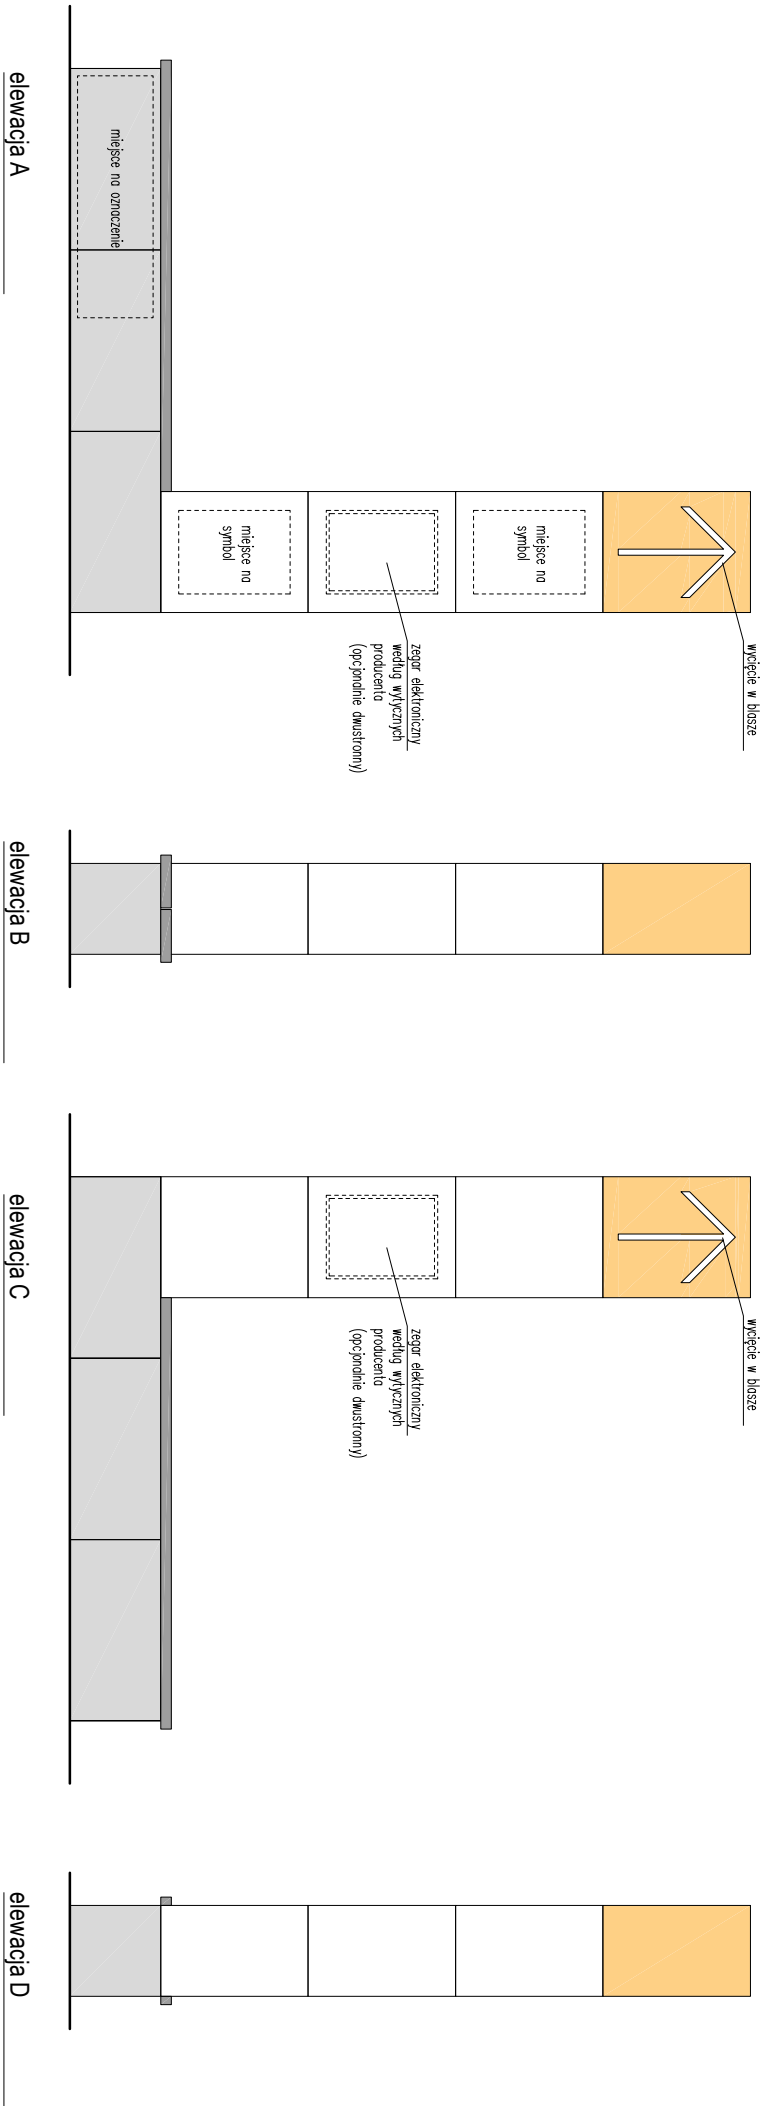 wycięcie w blasze
miejsce na
symbol
zegar elektroniczny
według wytycznych
producenta
(opcjonalnie dwustronny)
miejsce na
symbol
miejsce na oznaczenie
elewacja A
elewacja B
wycięcie w blasze
zegar elektroniczny
według wytycznych
producenta
(opcjonalnie dwustronny)
elewacja C
elewacja D